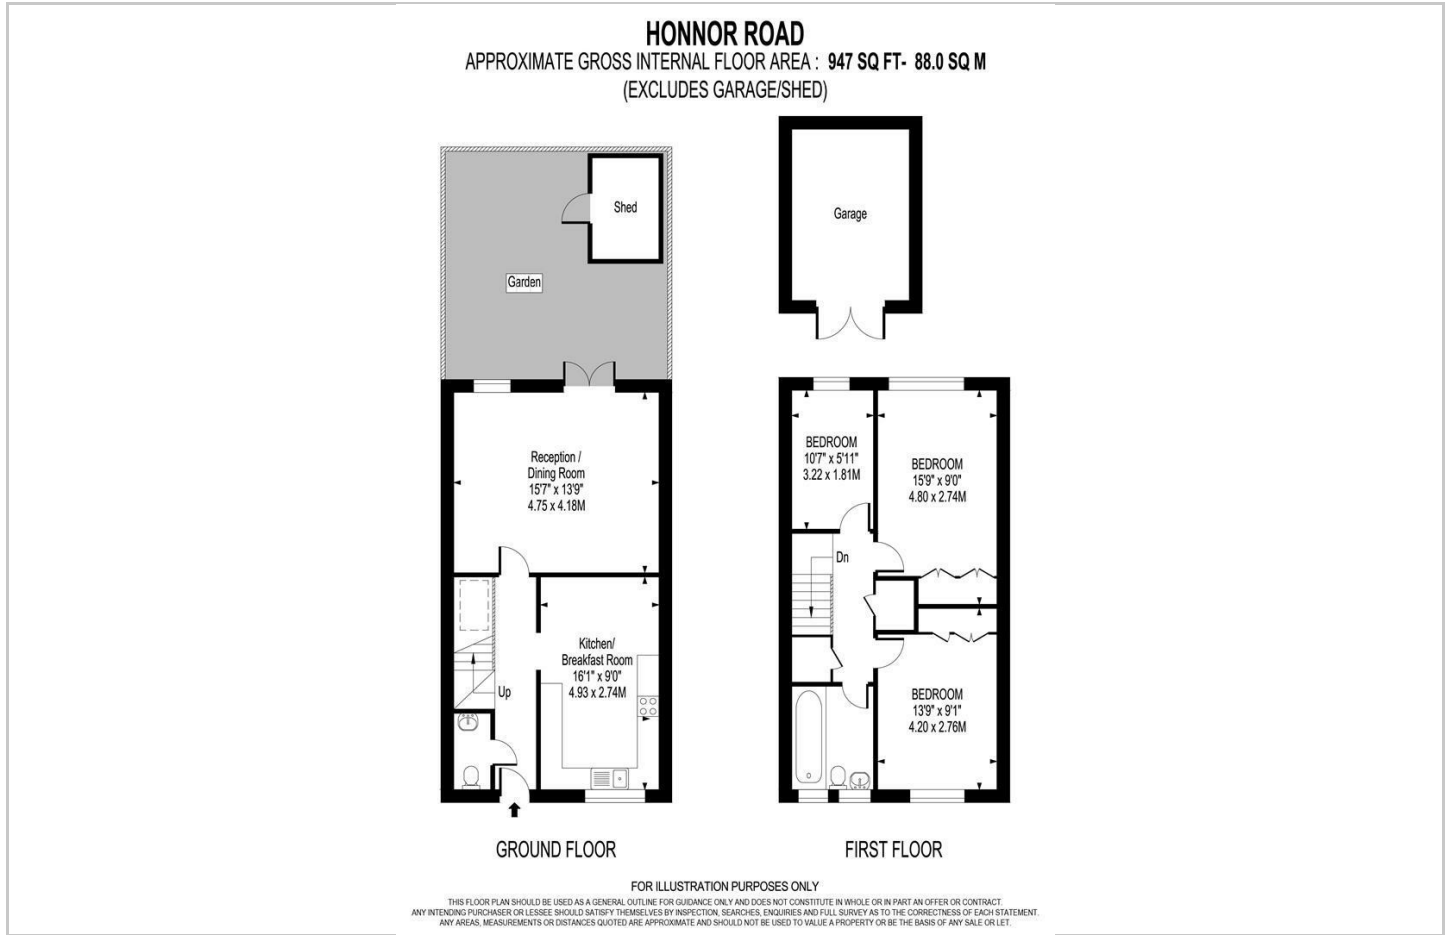 HONNOR ROAD
APPROXIMATE GROSS INTERNAL FLOOR AREA : 947 SQ FT- 88.0 SQ M
(EXCLUDES GARAGE/SHED)
Shed
Garden
Garage
Reception /
Dining Room
15'7" x 13'9"
4.75 x 4.18M
Kitchen/
Breakfast Room
16'1" x 9'0"
4.93 x 2.74M
Up
BEDROOM
10'7" x 5'11"
3.22 x 1.81M
BEDROOM
15'9" x 9'0"
4.80 x 2.74M
Dn
BEDROOM
13'9" x 9'1"
4.20 x 2.76M
GROUND FLOOR
FIRST FLOOR
FOR ILLUSTRATION PURPOSES ONLY
THIS FLOOR PLAN SHOULD BE USED AS A GENERAL OUTLINE FOR GUIDANCE ONLY AND DOES NOT CONSTITUTE IN WHOLE OR IN PART AN OFFER OR CONTRACT.
ANY INTENDING PURCHASER OR LESSEE SHOULD SATISFY THEMSELVES BY INSPECTION, SEARCHES, ENQUIRIES AND FULL SURVEY AS TO THE CORRECTNESS OF EACH STATEMENT.
ANY AREAS, MEASUREMENTS OR DISTANCES QUOTED ARE APPROXIMATE AND SHOULD NOT BE USED TO VALUE A PROPERTY OR BE THE BASIS OF ANY SALE OR LET.